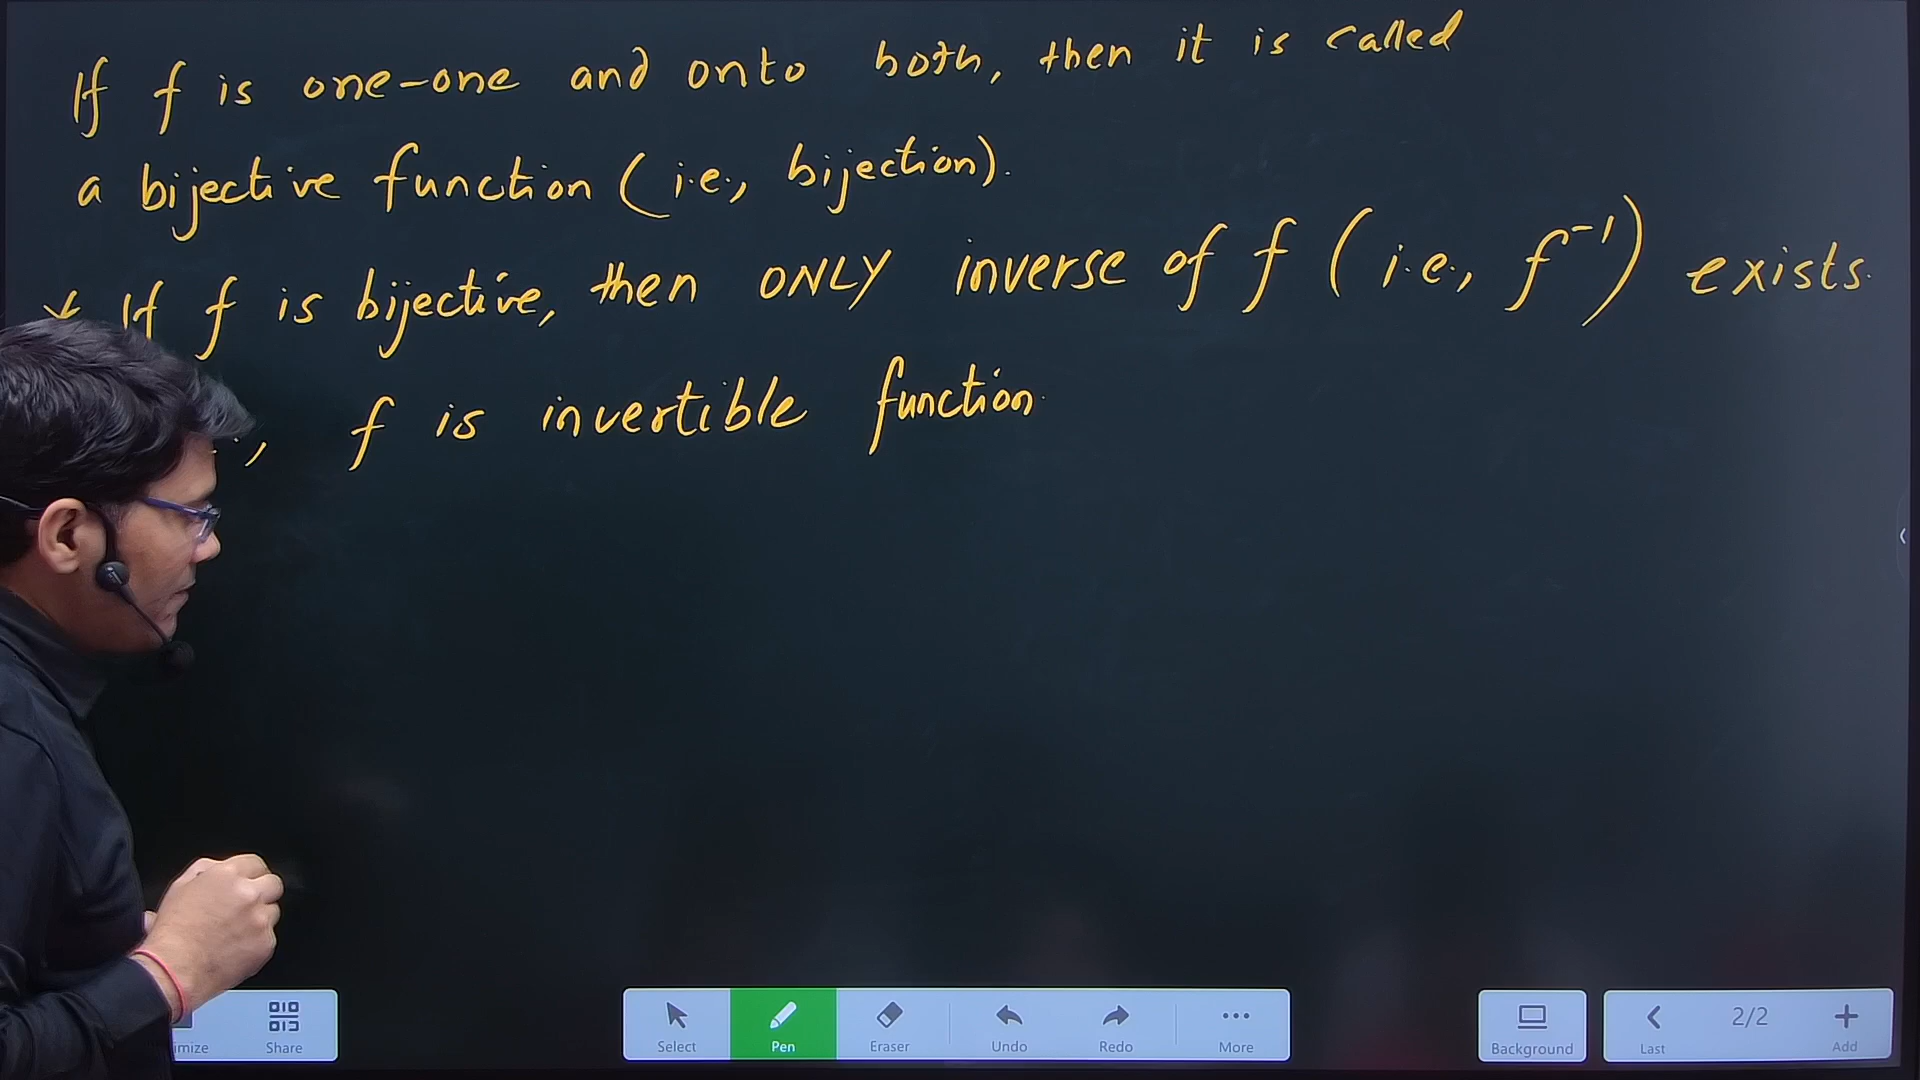 If f is one-one and onto both, then it is called
a bijective function (i.e., bijection).
If f is bijective, then ONLY inverse of f (i.e., f⁻¹) exists.
, f is invertible function.
Share
Select
Pen
Eraser
Undo
Redo
More
Background
Last
2/2
Add